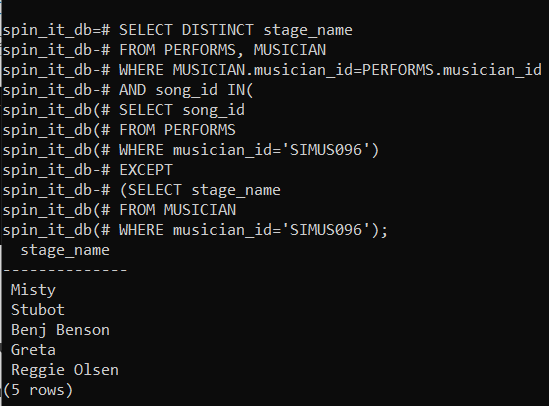 spin_it_db=# SELECT DISTINCT stage_name
spin_it_db-# FROM PERFORMS, MUSICIAN
spin_it_db-# WHERE MUSICIAN.musician_id=PERFORMS.musician_id
spin_it_db-# AND song_id IN(
spin_it_db(# SELECT song_id
spin_it_db(# FROM PERFORMS
spin_it_db(# WHERE musician_id='SIMUS096')
spin_it_db-# EXCEPT
spin_it_db-# (SELECT stage_name
spin_it_db(# FROM MUSICIAN
spin_it_db(# WHERE musician_id='SIMUS096');
  stage_name
--------------
 Misty
 Stubot
 Benj Benson
 Greta
 Reggie Olsen
(5 rows)